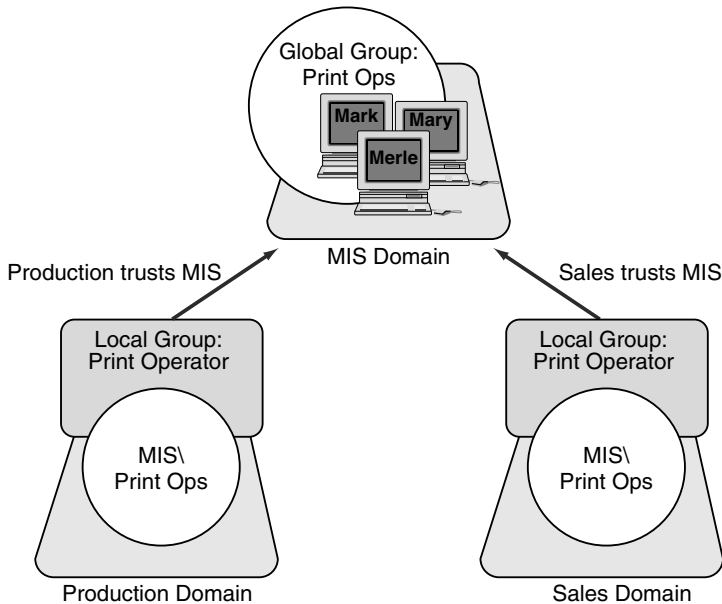 Global Group:
Print Ops
Mark
Mary
Merle
MIS Domain
Production trusts MIS
Sales trusts MIS
Local Group:
Print Operator
MIS\
Print Ops
Production Domain
Local Group:
Print Operator
MIS\
Print Ops
Sales Domain